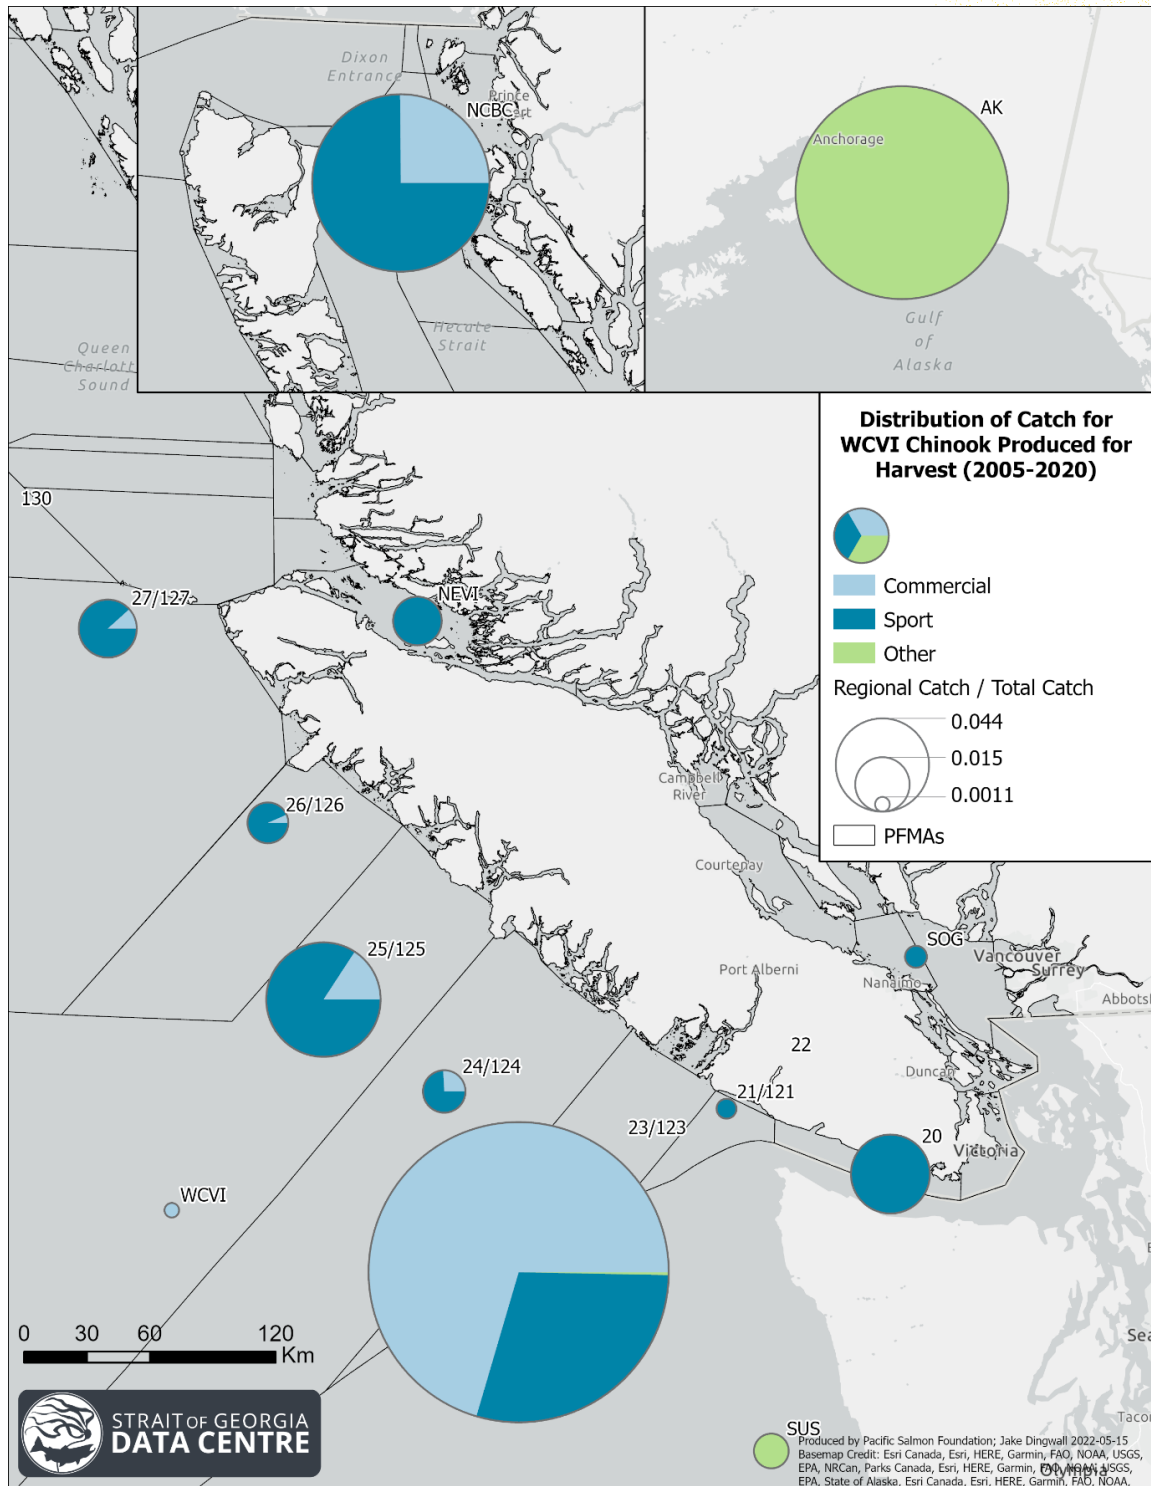 Dixon
Entrance
Prince
NCBC
AK
Anchorage
Hecate
Strait
Gulf
of
Alaska
Queen
Charlott
Sound
Distribution of Catch for
WCVI Chinook Produced for
Harvest (2005-2020)
Commercial
Sport
Other
Regional Catch / Total Catch
0.044
0.015
0.0011
PFMAs
130
27/127
NEVI
26/126
Campbell
River
Courtenay
25/125
SOG
Vancouver
Surrey
Port Alberni
Nanaimo
Abbotsf
24/124
22
Duncan
21/121
23/123
20
Victoria
WCVI
0 30 60 120
Km
Sea
STRAIT OF GEORGIA
DATA CENTRE
Taco
SUS
Produced by Pacific Salmon Foundation; Jake Dingwall 2022-05-15
Basemap Credit: Esri Canada, Esri, HERE, Garmin, FAO, NOAA, USGS,
EPA, NRCan, Parks Canada, Esri, HERE, Garmin, FAO, NOAA, USGS,
Olympia
EPA, State of Alaska, Esri Canada, Esri, HERE, Garmin, FAO, NOAA,